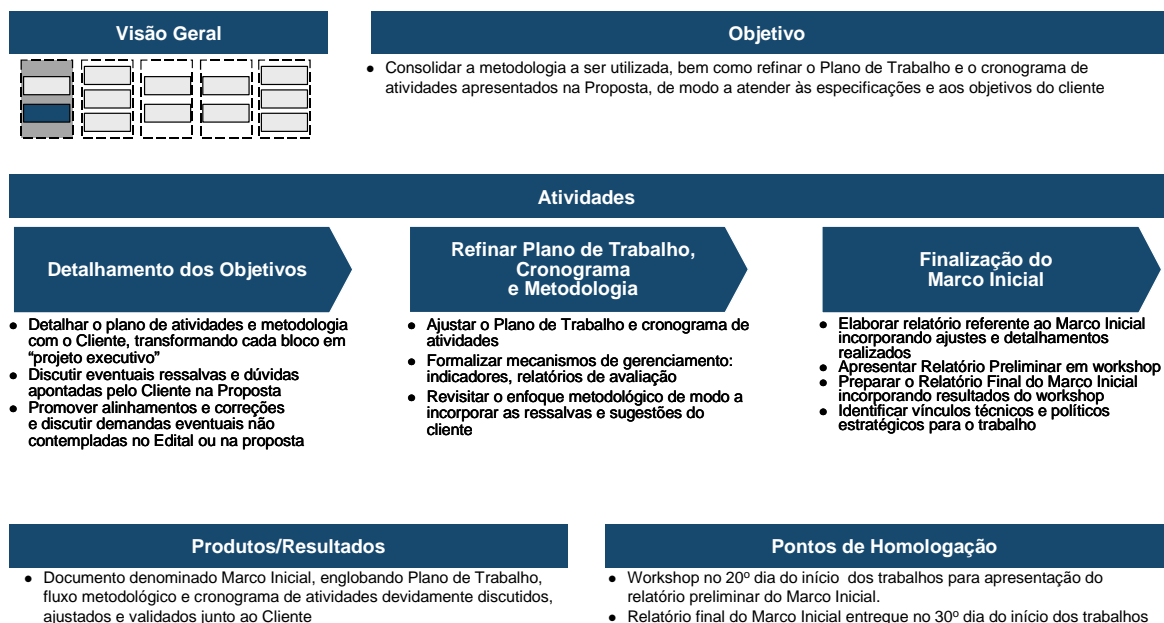 Visão Geral
Objetivo
● Consolidar a metodologia a ser utilizada, bem como refinar o Plano de Trabalho e o cronograma de
atividades apresentados na Proposta, de modo a atender às especificações e aos objetivos do cliente
Atividades
Detalhamento dos Objetivos
● Detalhar o plano de atividades e metodologia
com o Cliente, transformando cada bloco em
“projeto executivo”
● Discutir eventuais ressalvas e dúvidas
apontadas pelo Cliente na Proposta
● Promover alinhamentos e correções
e discutir demandas eventuais não
contempladas no Edital ou na proposta
Refinar Plano de Trabalho,
Cronograma
e Metodologia
● Ajustar o Plano de Trabalho e cronograma de
atividades
● Formalizar mecanismos de gerenciamento:
indicadores, relatórios de avaliação
● Revisitar o enfoque metodológico de modo a
incorporar as ressalvas e sugestões do
cliente
Finalização do
Marco Inicial
● Elaborar relatório referente ao Marco Inicial
incorporando ajustes e detalhamentos
realizados
● Apresentar Relatório Preliminar em workshop
● Preparar o Relatório Final do Marco Inicial
incorporando resultados do workshop
● Identificar vínculos técnicos e políticos
estratégicos para o trabalho
Produtos/Resultados
● Documento denominado Marco Inicial, englobando Plano de Trabalho,
fluxo metodológico e cronograma de atividades devidamente discutidos,
ajustados e validados junto ao Cliente
Pontos de Homologação
● Workshop no 20º dia do início dos trabalhos para apresentação do
relatório preliminar do Marco Inicial.
● Relatório final do Marco Inicial entregue no 30º dia do início dos trabalhos